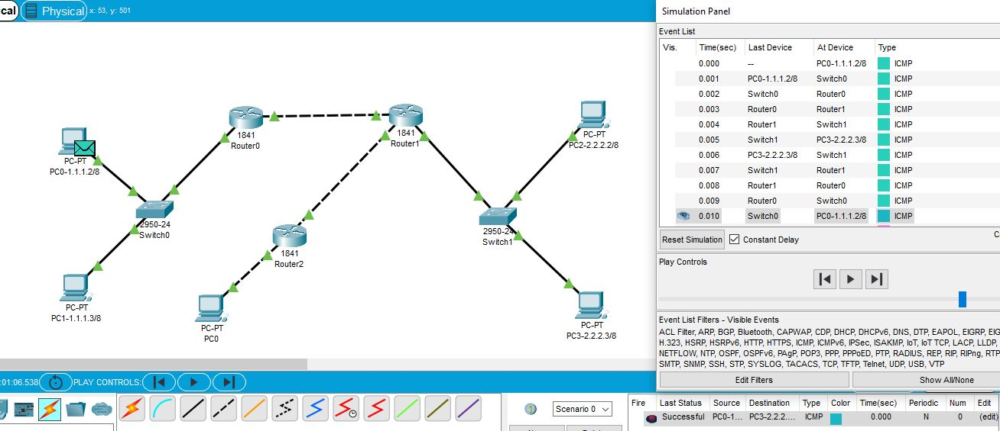 cal Physical x: 53, y: 501
1841
Router0
1841
Router1
PC-PT
PC0-1.1.1.2/8
PC-PT
PC2-2.2.2.2/8
2950-24
Switch0
2950-24
Switch1
1841
Router2
PC-PT
PC1-1.1.1.3/8
PC-PT
PC0
PC-PT
PC3-2.2.2.3/8
:01:06.538 PLAY CONTROLS:
Simulation Panel
Event List
Vis. Time(sec) Last Device At Device Type
0.000 -- PC0-1.1.1.2/8 ICMP
0.001 PC0-1.1.1.2/8 Switch0 ICMP
0.002 Switch0 Router0 ICMP
0.003 Router0 Router1 ICMP
0.004 Router1 Switch1 ICMP
0.005 Switch1 PC3-2.2.2.3/8 ICMP
0.006 PC3-2.2.2.3/8 Switch1 ICMP
0.007 Switch1 Router1 ICMP
0.008 Router1 Router0 ICMP
0.009 Router0 Switch0 ICMP
0.010 Switch0 PC0-1.1.1.2/8 ICMP
Reset Simulation Constant Delay
Play Controls
Event List Filters - Visible Events
ACL Filter, ARP, BGP, Bluetooth, CAPWAP, CDP, DHCP, DHCPv6, DNS, DTP, EAPOL, EIGRP, EIG
H.323, HSRP, HSRPv6, HTTP, HTTPS, ICMP, ICMPv6, IPSec, ISAKMP, IoT, IoT TCP, LACP, LLDP,
NETFLOW, NTP, OSPF, OSPFv6, PAgP, POP3, PPP, PPPoED, PTP, RADIUS, REP, RIP, RIPng, RTP
SMTP, SNMP, SSH, STP, SYSLOG, TACACS, TCP, TFTP, Telnet, UDP, USB, VTP
Edit Filters Show All/None
Scenario 0
Fire Last Status Source Destination Type Color Time(sec) Periodic Num Edit
Successful PC0-1... PC3-2.2.2.... ICMP 0.000 N 0 (edit)